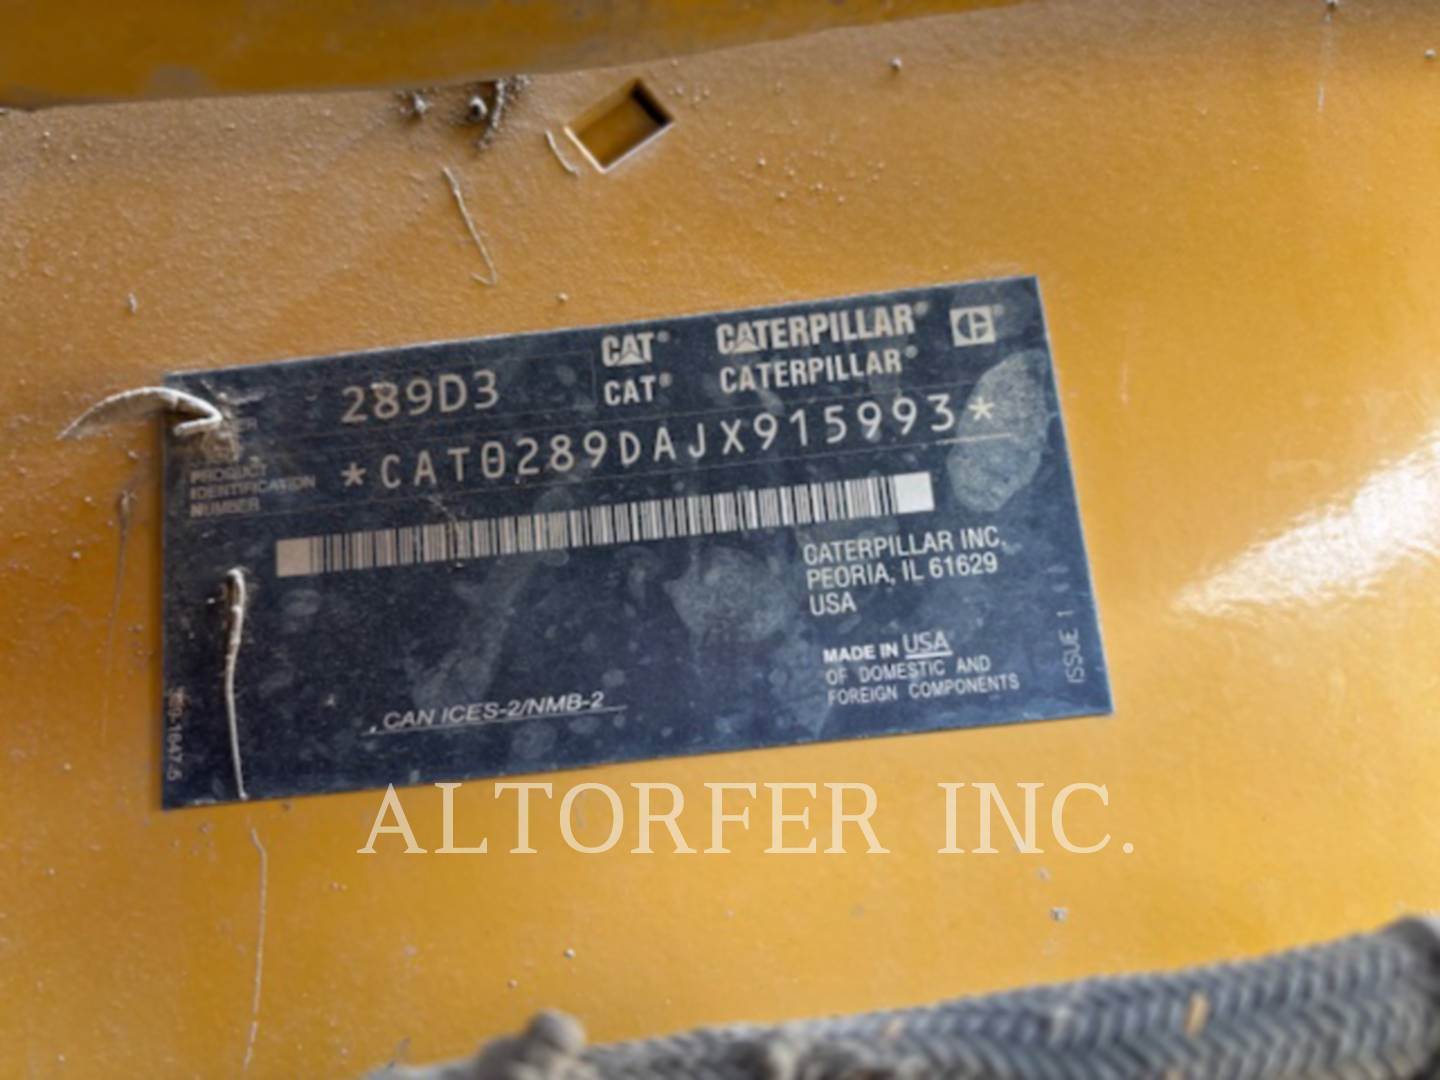 CAT® CATERPILLAR®
289D3 CAT® CATERPILLAR®
PRODUCT IDENTIFICATION NUMBER
*CAT0289DAJX915993*
CATERPILLAR INC.
PEORIA, IL 61629
USA
MADE IN USA
OF DOMESTIC AND
FOREIGN COMPONENTS
ISSUE 1
CAN ICES-2/NMB-2
ALTORFER INC.